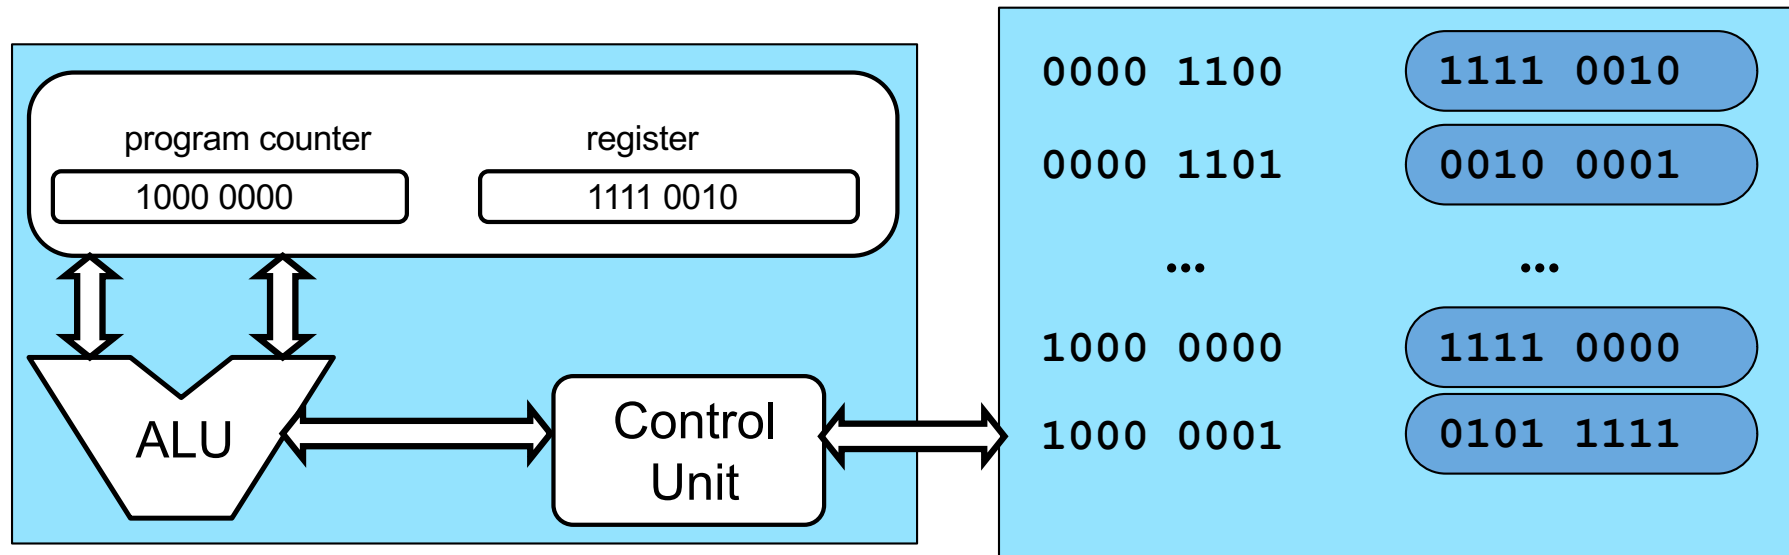 program counter
register
1000 0000
1111 0010
ALU
Control
Unit
0000 1100
1111 0010
0000 1101
0010 0001
...
...
1000 0000
1111 0000
1000 0001
0101 1111